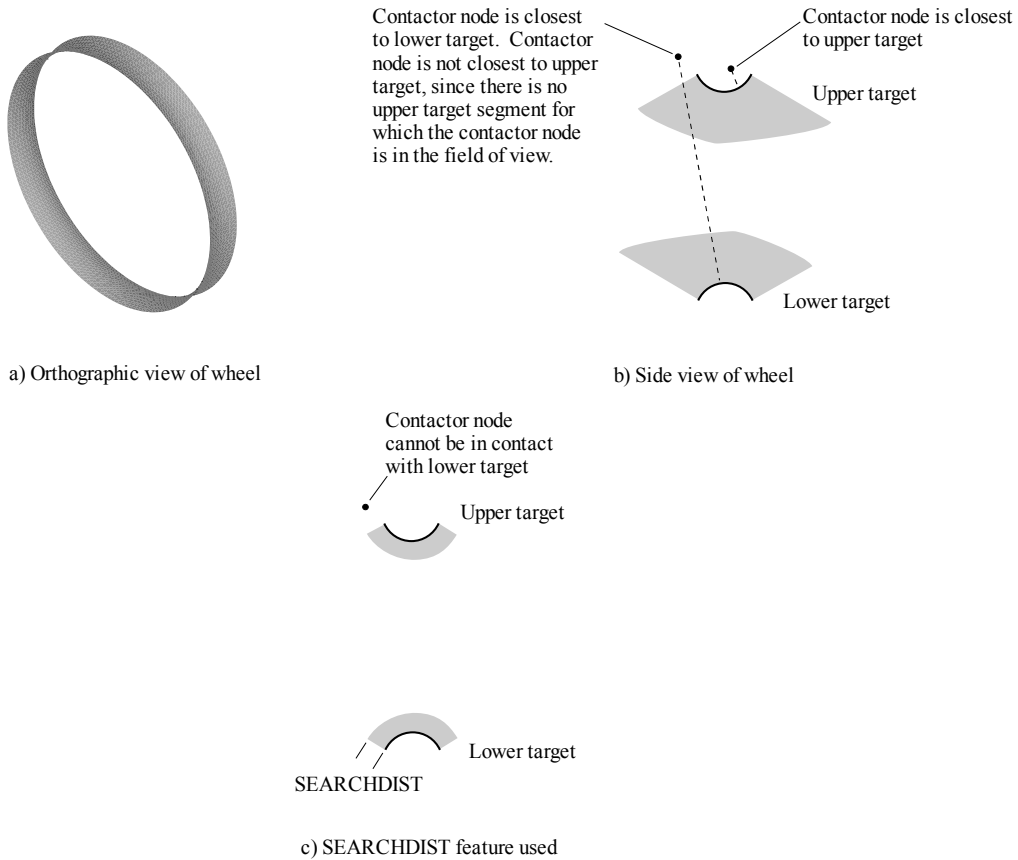 Contactor node is closest
to lower target.  Contactor
node is not closest to upper
target, since there is no
upper target segment for
which the contactor node
is in the field of view.
Contactor node is closest
to upper target
Upper target
Lower target
a) Orthographic view of wheel
b) Side view of wheel
Contactor node
cannot be in contact
with lower target
Upper target
Lower target
SEARCHDIST
c) SEARCHDIST feature used